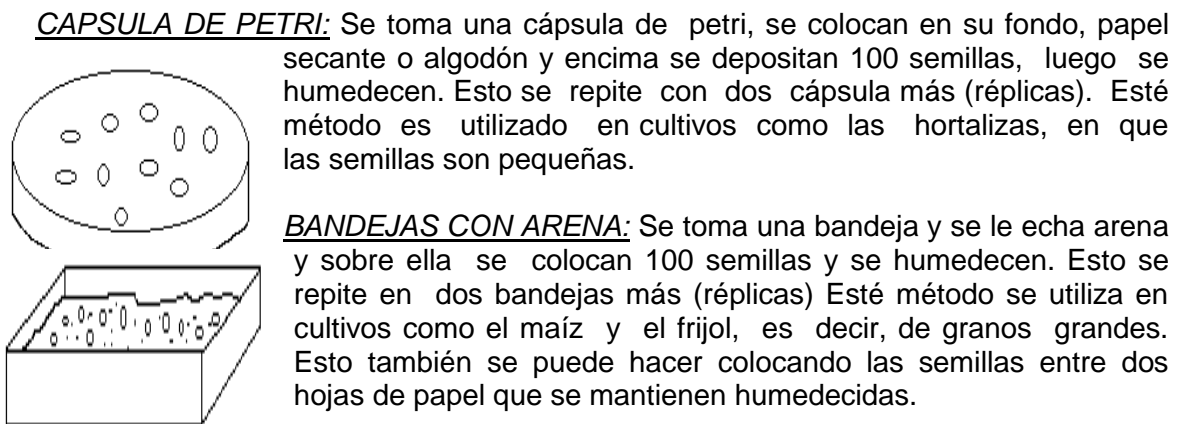 CAPSULA DE PETRI: Se toma una cápsula de petri, se colocan en su fondo, papel
secante o algodón y encima se depositan 100 semillas, luego se
humedecen. Esto se repite con dos cápsula más (réplicas). Esté
método es utilizado en cultivos como las hortalizas, en que
las semillas son pequeñas.
BANDEJAS CON ARENA: Se toma una bandeja y se le echa arena
y sobre ella se colocan 100 semillas y se humedecen. Esto se
repite en dos bandejas más (réplicas) Esté método se utiliza en
cultivos como el maíz y el frijol, es decir, de granos grandes.
Esto también se puede hacer colocando las semillas entre dos
hojas de papel que se mantienen humedecidas.